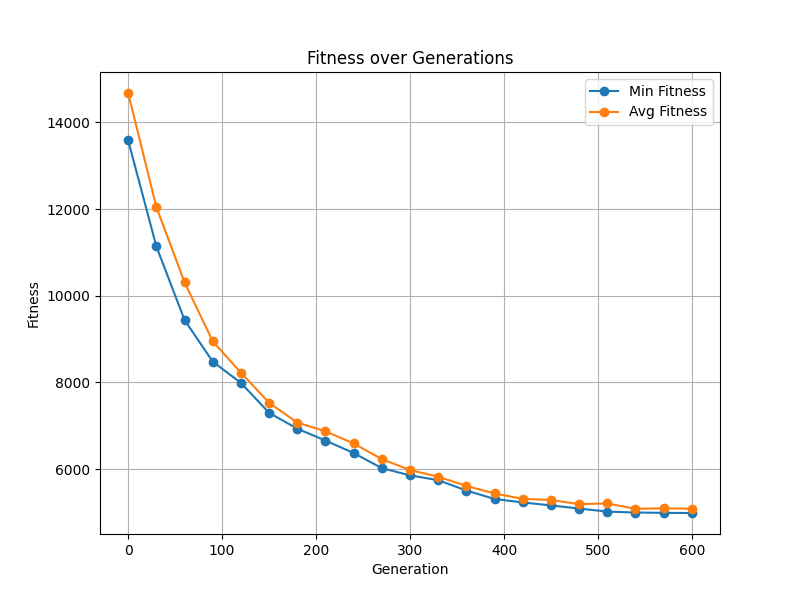 Fitness over Generations
Min Fitness
Avg Fitness
14000
12000
10000
8000
6000
Fitness
0 100 200 300 400 500 600
Generation